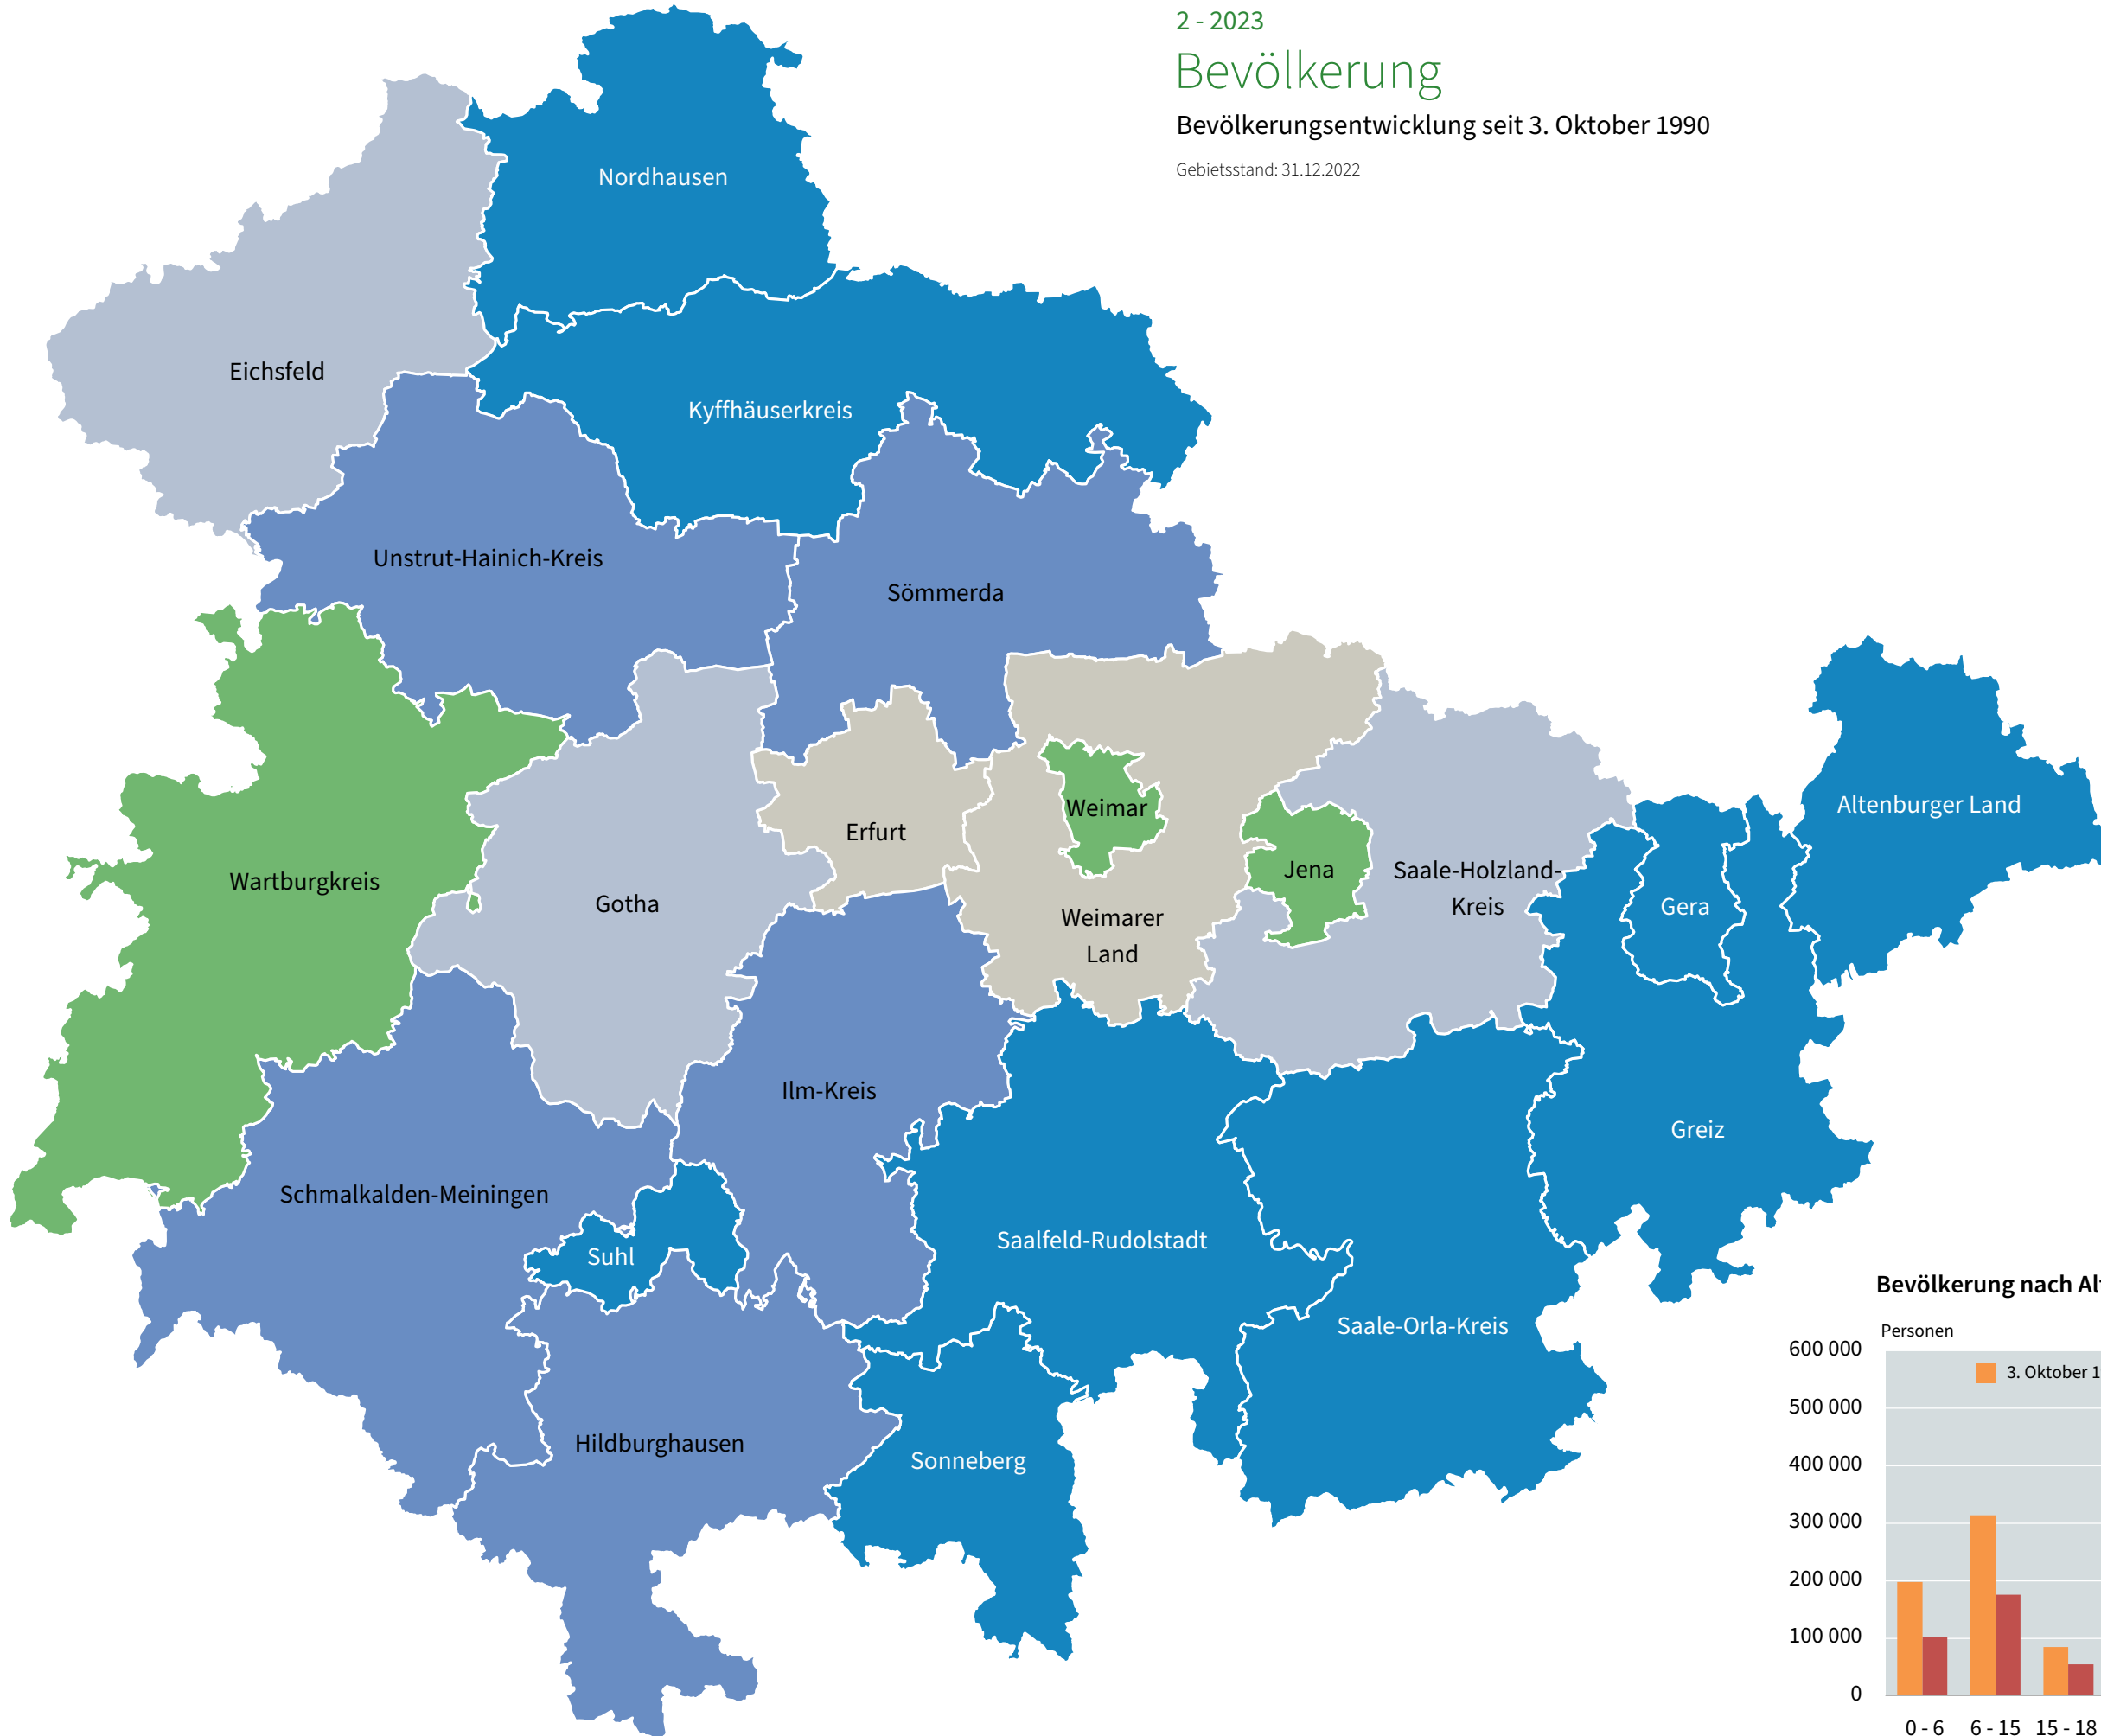 2 - 2023
Bevölkerung
Bevölkerungsentwicklung seit 3. Oktober 1990
Gebietsstand: 31.12.2022
Nordhausen
Eichsfeld
Kyffhäuserkreis
Unstrut-Hainich-Kreis
Sömmerda
Altenburger Land
Weimar
Erfurt
Jena
Saale-Holzland-
Kreis
Wartburgkreis
Gotha
Gera
Weimarer
Land
Ilm-Kreis
Greiz
Schmalkalden-Meiningen
Saalfeld-Rudolstadt
Suhl
Saale-Orla-Kreis
Hildburghausen
Sonneberg
Bevölkerung nach Al
Personen
600 000
3. Oktober 1
500 000
400 000
300 000
200 000
100 000
0
0 - 6 6 - 15 15 - 18